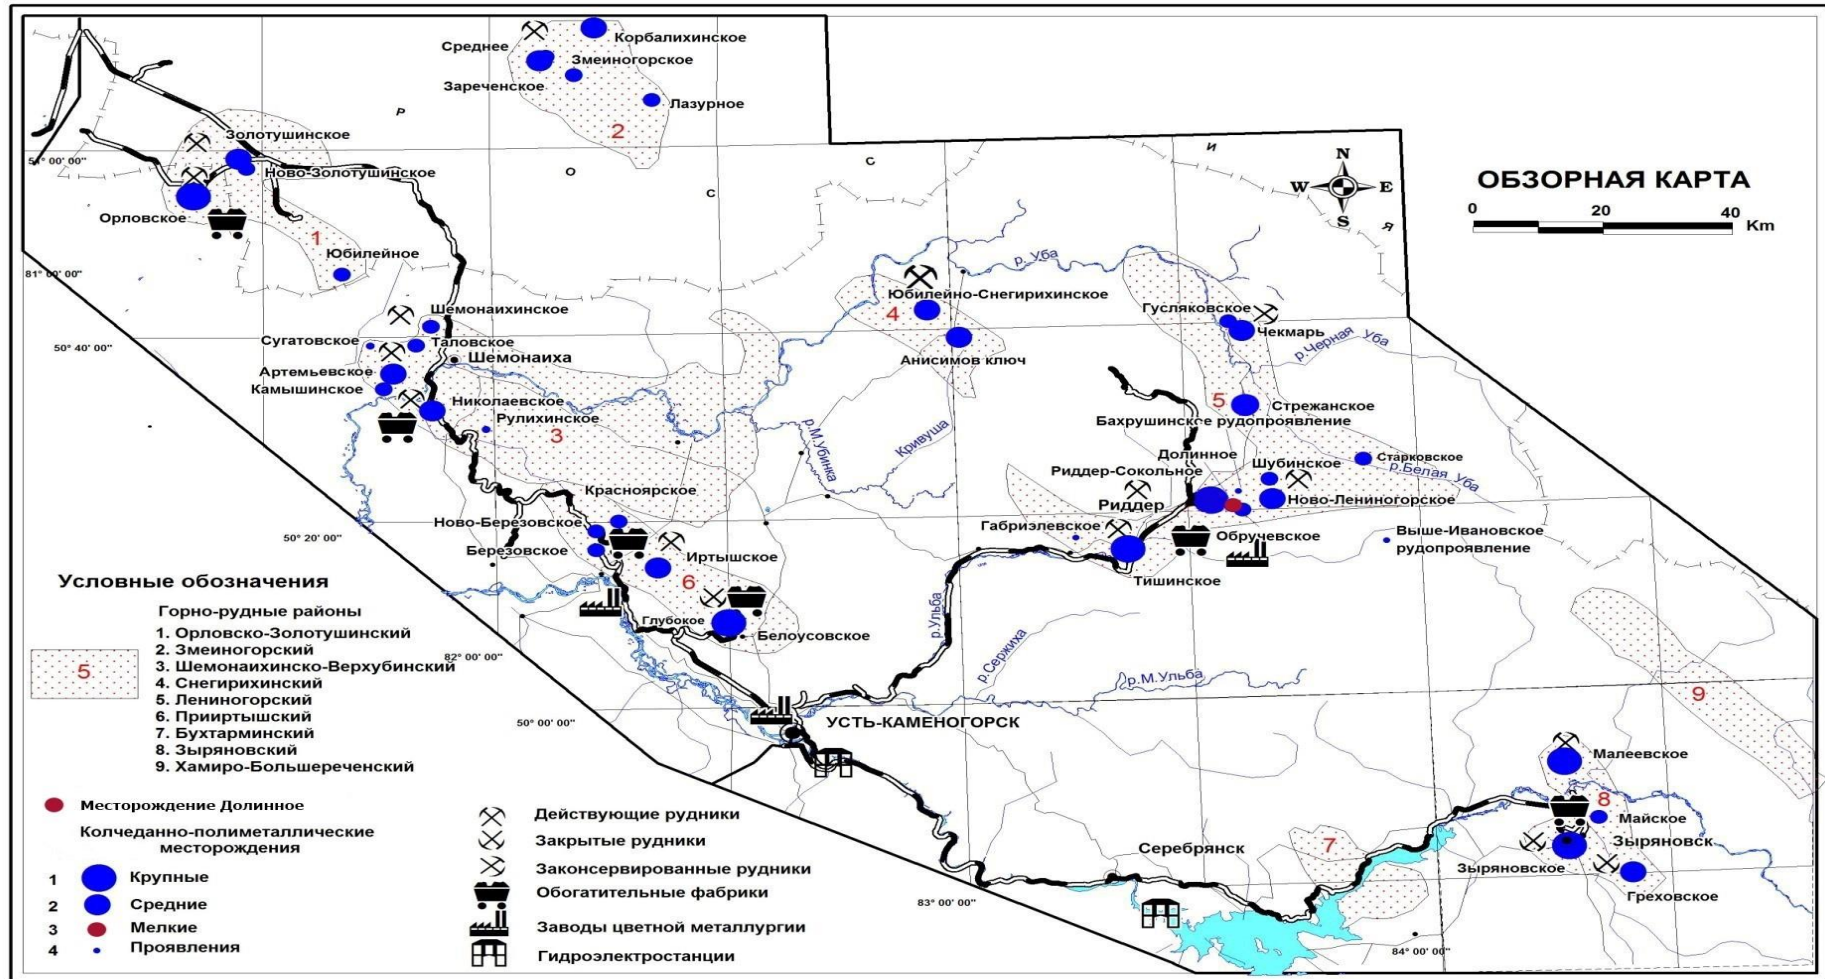 Корбалихинское
Среднее
Змеиногорское
Зареченское
Лазурное
2
Р
О
С
С
И
Я
Золотушинское
51° 00' 00''
Ново-Золотушинское
Орловское
1
Юбилейное
81° 00' 00''
N
W
E
S
ОБЗОРНАЯ КАРТА
0
20
40
Km
р. Уба
Юбилейно-Снегирихинское
4
Анисимов ключ
Гусляковское
Чекмарь
р.Черная Уба
Шемонаихинское
Сугатовское
Таловское
50° 40' 00''
Шемонаиха
Артемьевское
Камышинское
Николаевское
Рулихинское
3
р.М.Убинка
Кривуша
5
Стрежанское
Бахрушинское рудопроявление
Долинное
Шубинское
Старковское
Риддер-Сокольное
р.Белая Уба
Риддер
Ново-Лениногорское
Габриэлевское
Обручевское
Выше-Ивановское
рудопроявление
Тишинское
Красноярское
Ново-Березовское
50° 20' 00''
Березовское
Иртышское
6
Глубокое
Белоусовское
82° 00' 00''
р.Ульба
р.Сержиха
р.М.Ульба
9
50° 00' 00''
УСТЬ-КАМЕНОГОРСК
Малеевское
8
Майское
Зыряновск
Зыряновское
Греховское
7
Серебрянск
83° 00' 00''
84° 00' 00''
Условные обозначения
Горно-рудные районы
5
1. Орловско-Золотушинский
2. Змеиногорский
3. Шемонаихинско-Верхубинский
4. Снегирихинский
5. Лениногорский
6. Прииртышский
7. Бухтарминский
8. Зыряновский
9. Хамиро-Большереченский
Месторождение Долинное
Колчеданно-полиметаллические
месторождения
1 Крупные
2 Средние
3 Мелкие
4 Проявления
Действующие рудники
Закрытые рудники
Законсервированные рудники
Обогатительные фабрики
Заводы цветной металлургии
Гидроэлектростанции